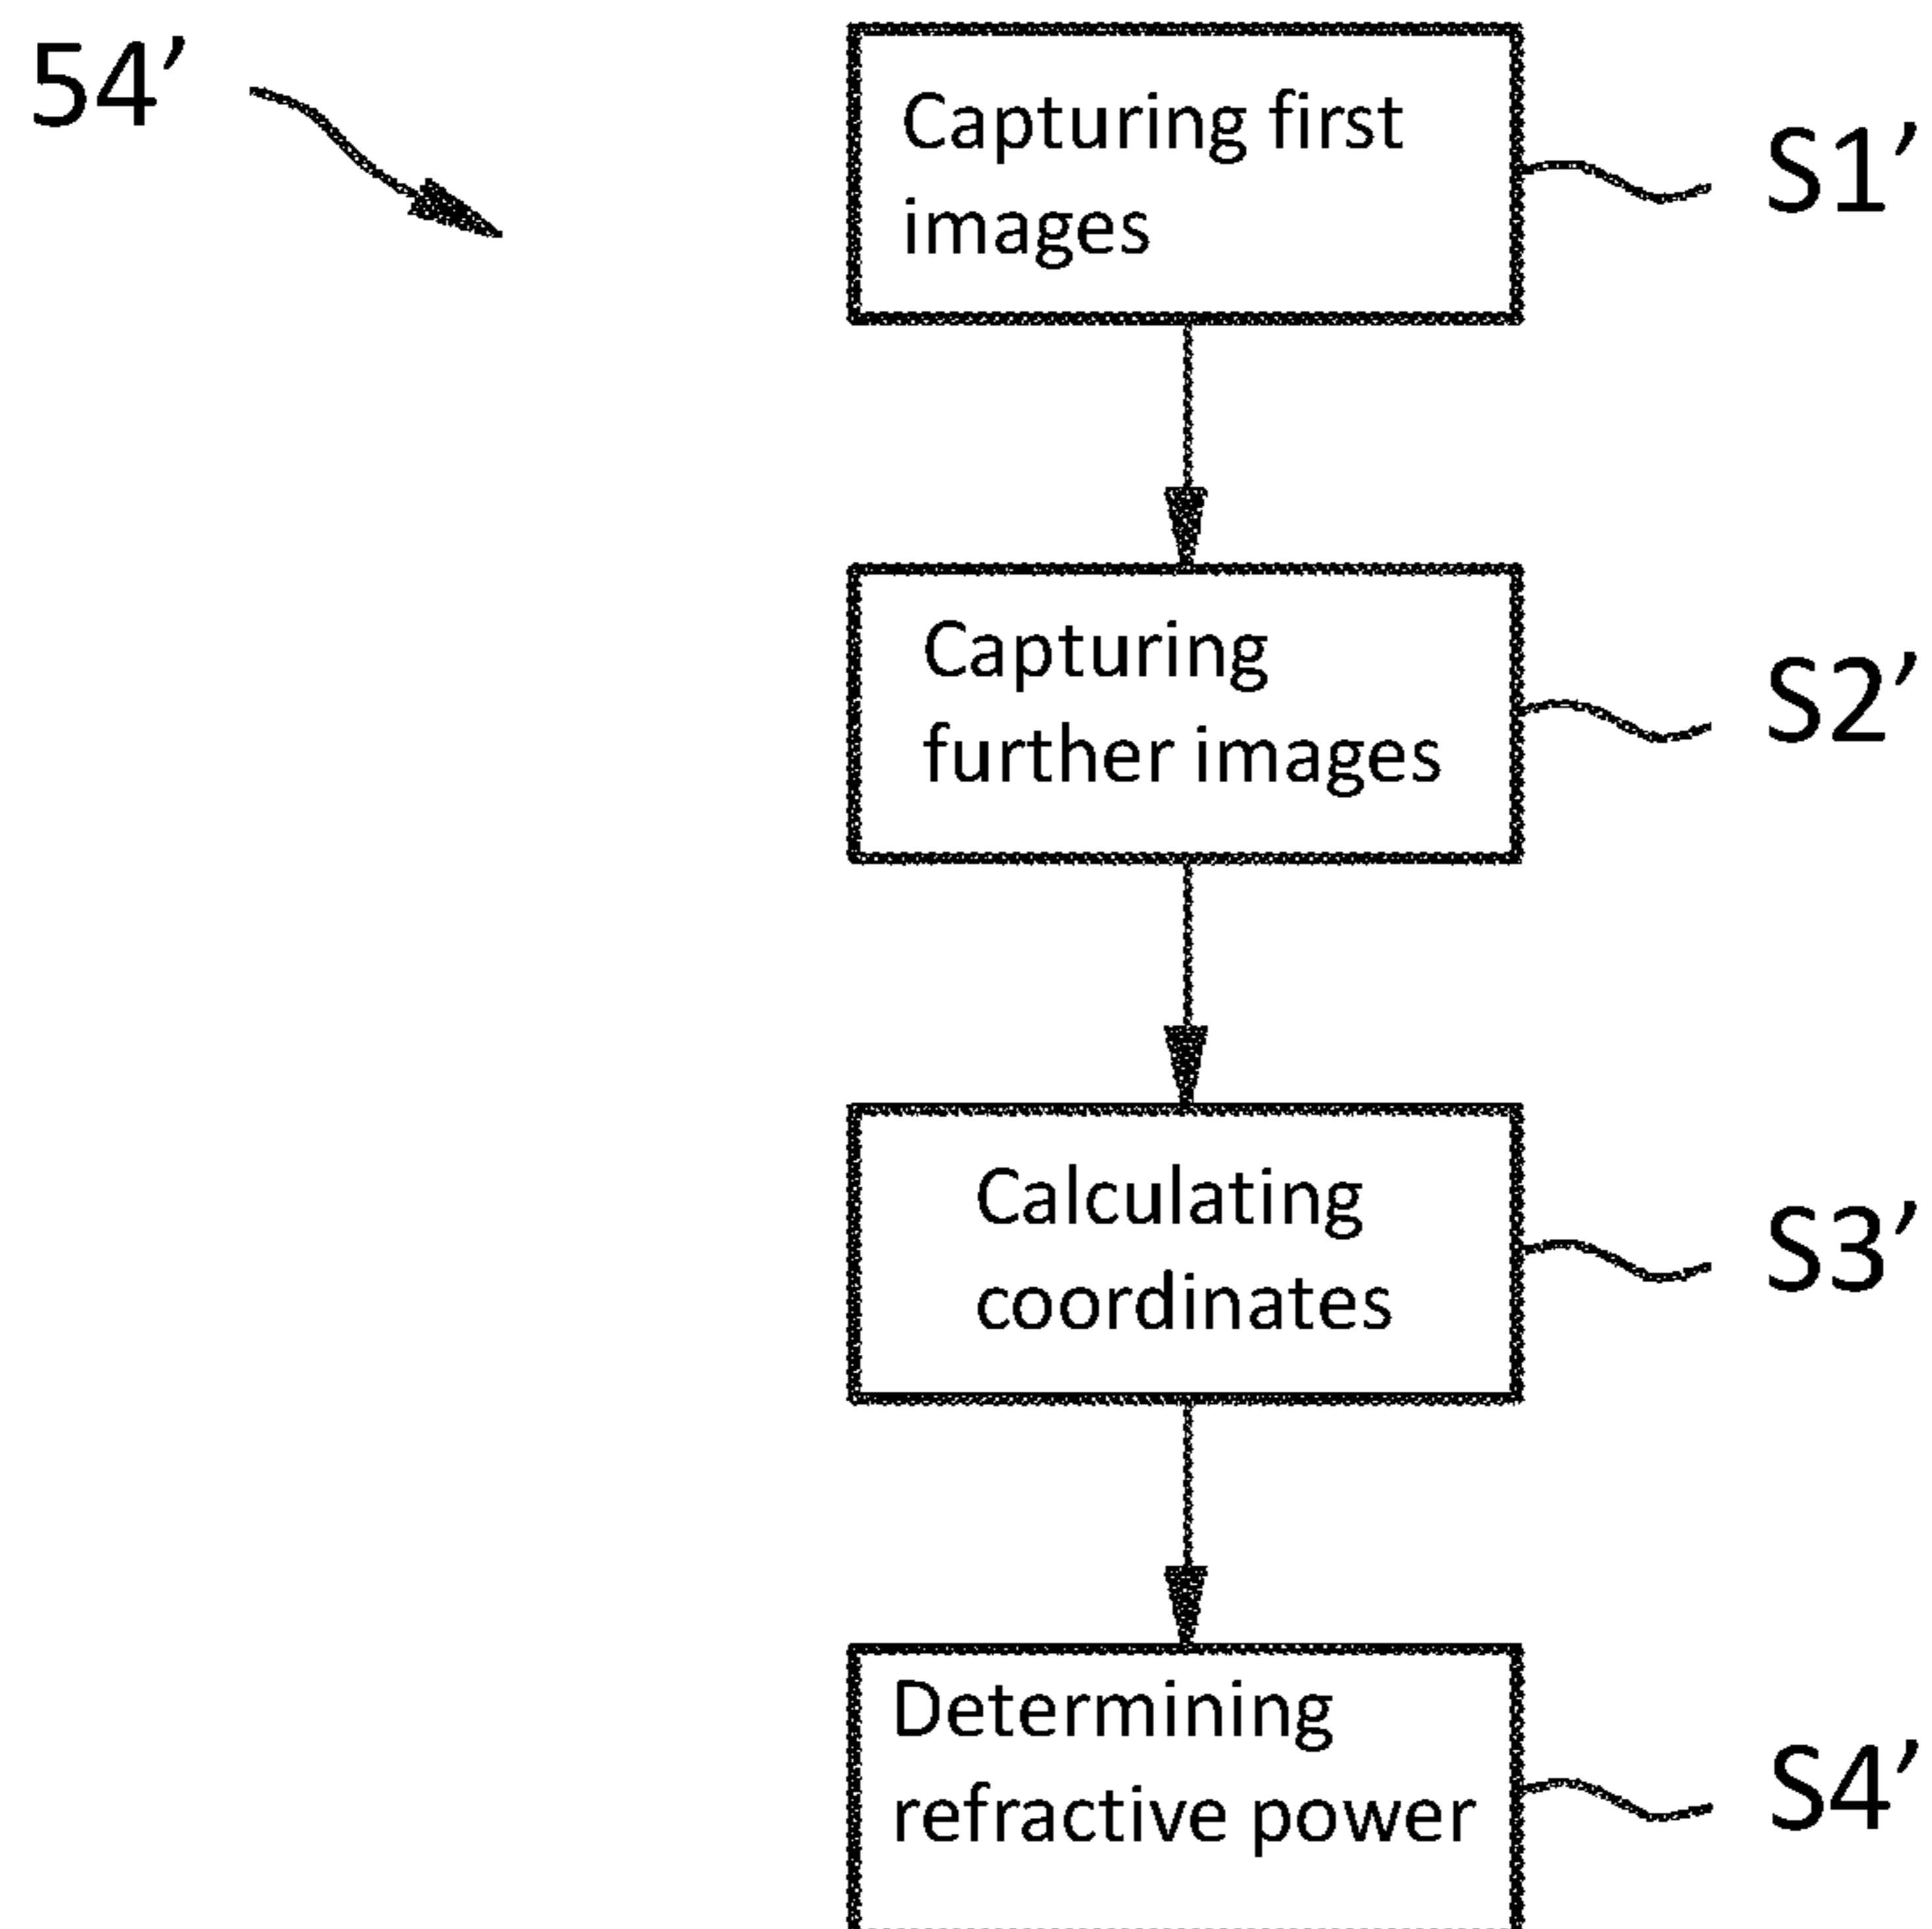 54’
Capturing first
images
S1’
Capturing
further images
S2’
Calculating
coordinates
S3’
Determining
refractive power
S4’